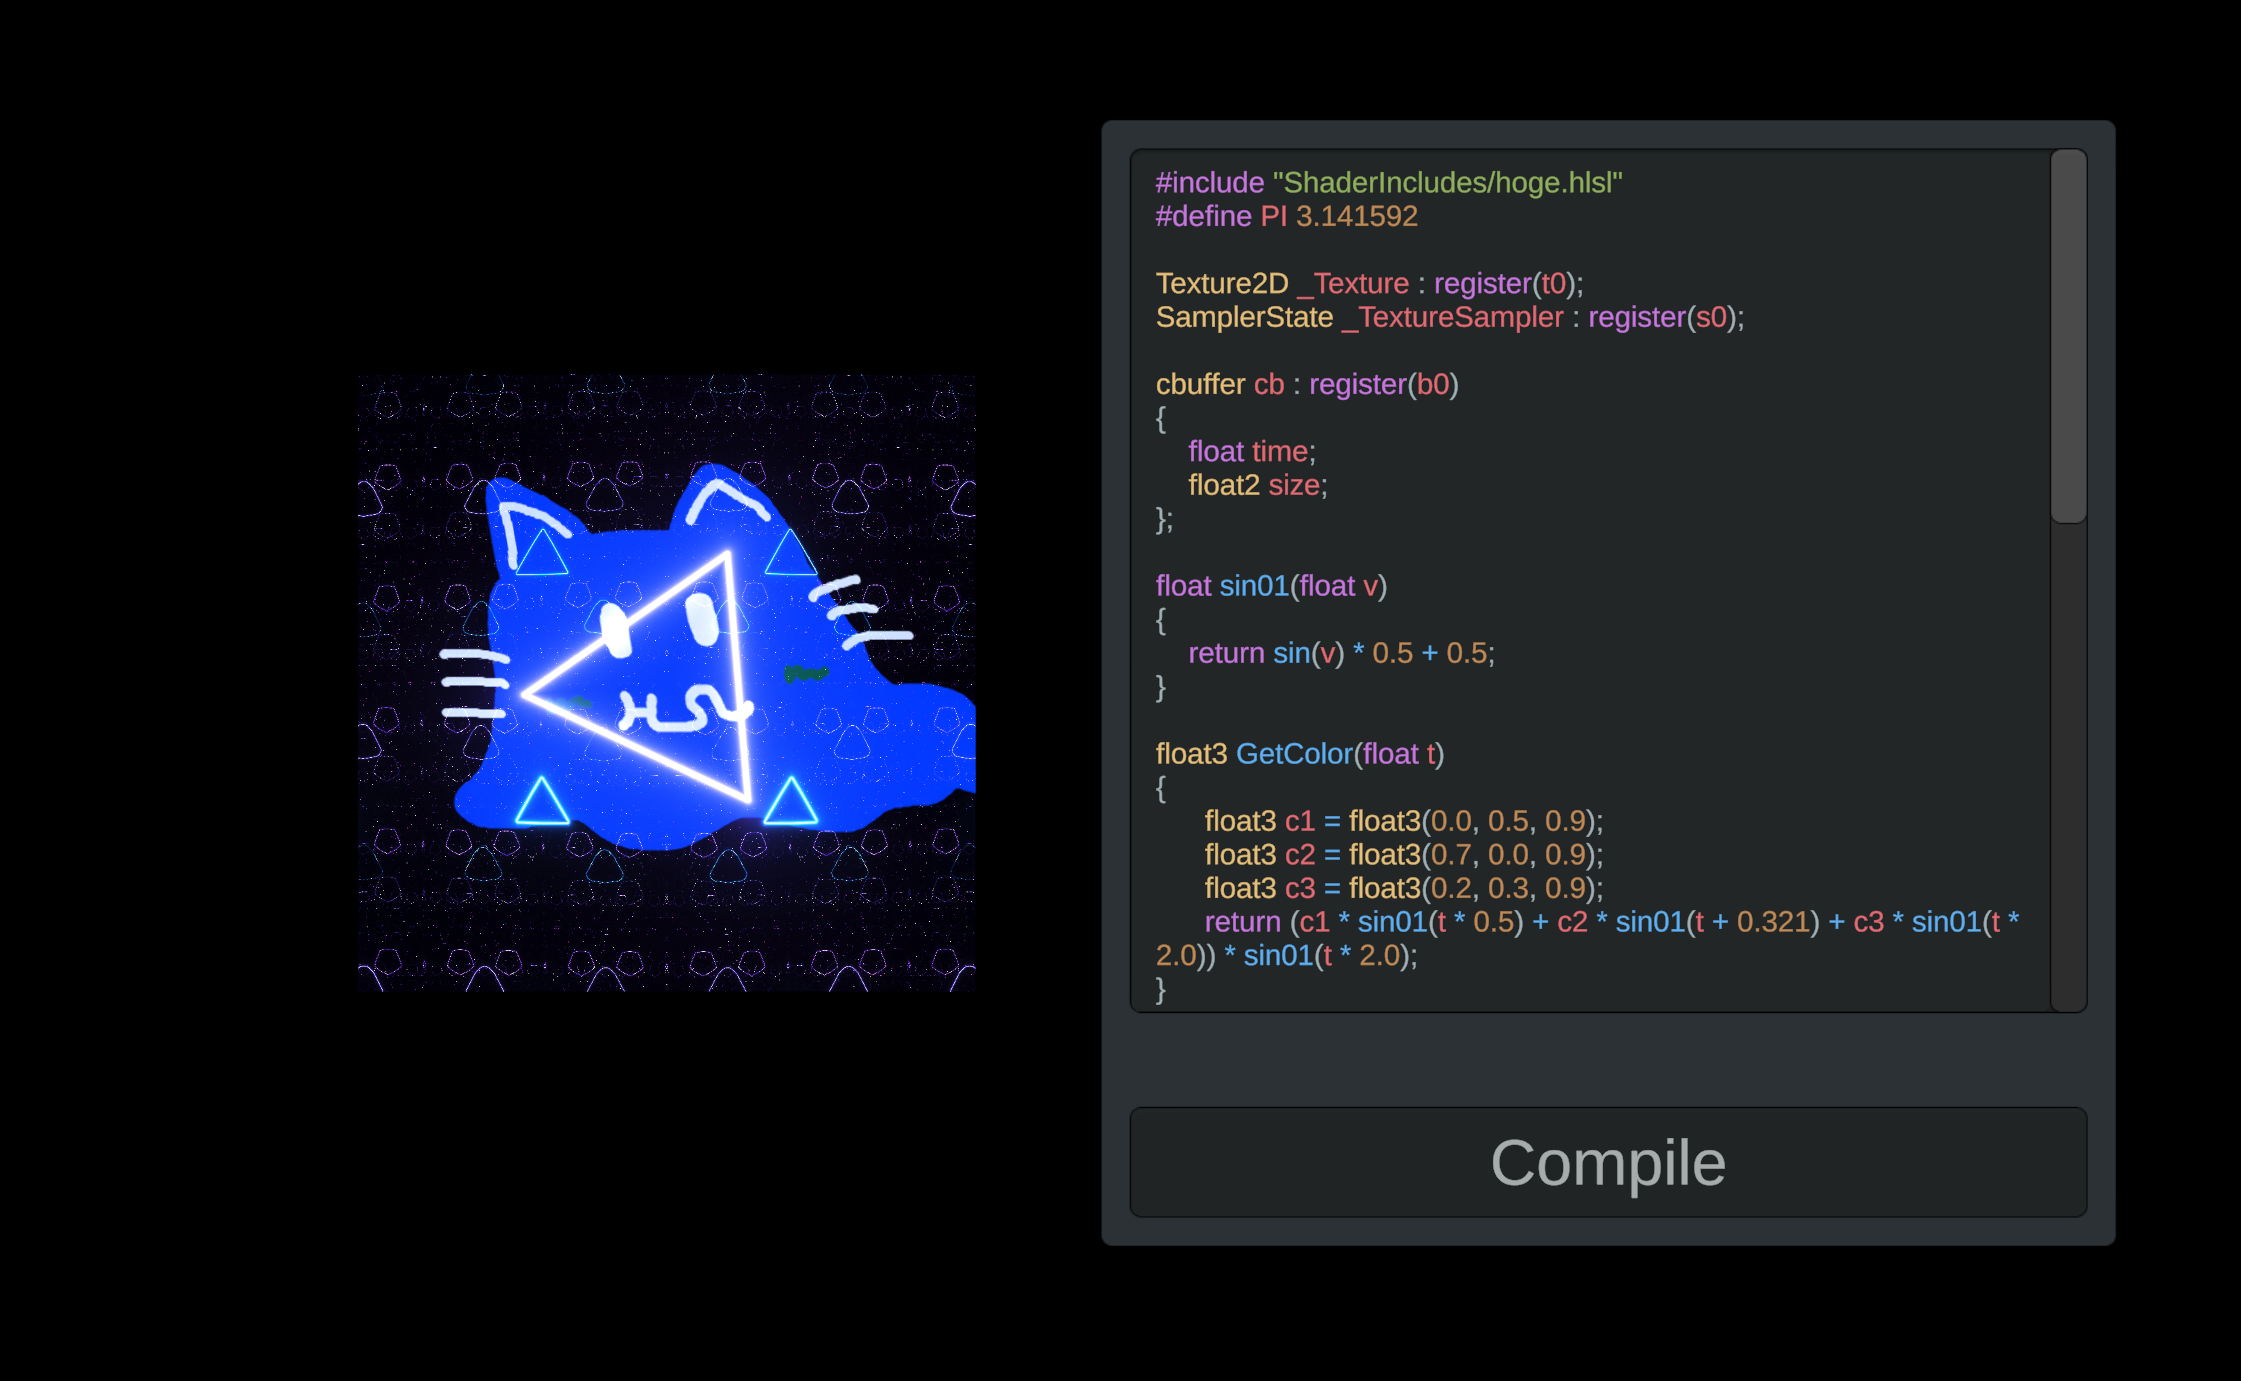 #include "ShaderIncludes/hoge.hlsl"
#define PI 3.141592
Texture2D _Texture : register(t0);
SamplerState _TextureSampler : register(s0);
cbuffer cb : register(b0)
{
float time;
float2 size;
};
float sin01(float v)
{
return sin(v) * 0.5 + 0.5;
}
float3 GetColor(float t)
{
float3 c1 = float3(0.0, 0.5, 0.9);
float3 c2 = float3(0.7, 0.0, 0.9);
float3 c3 = float3(0.2, 0.3, 0.9);
return (c1 * sin01(t * 0.5) + c2 * sin01(t + 0.321) + c3 * sin01(t *
2.0)) * sin01(t * 2.0);
}
Compile